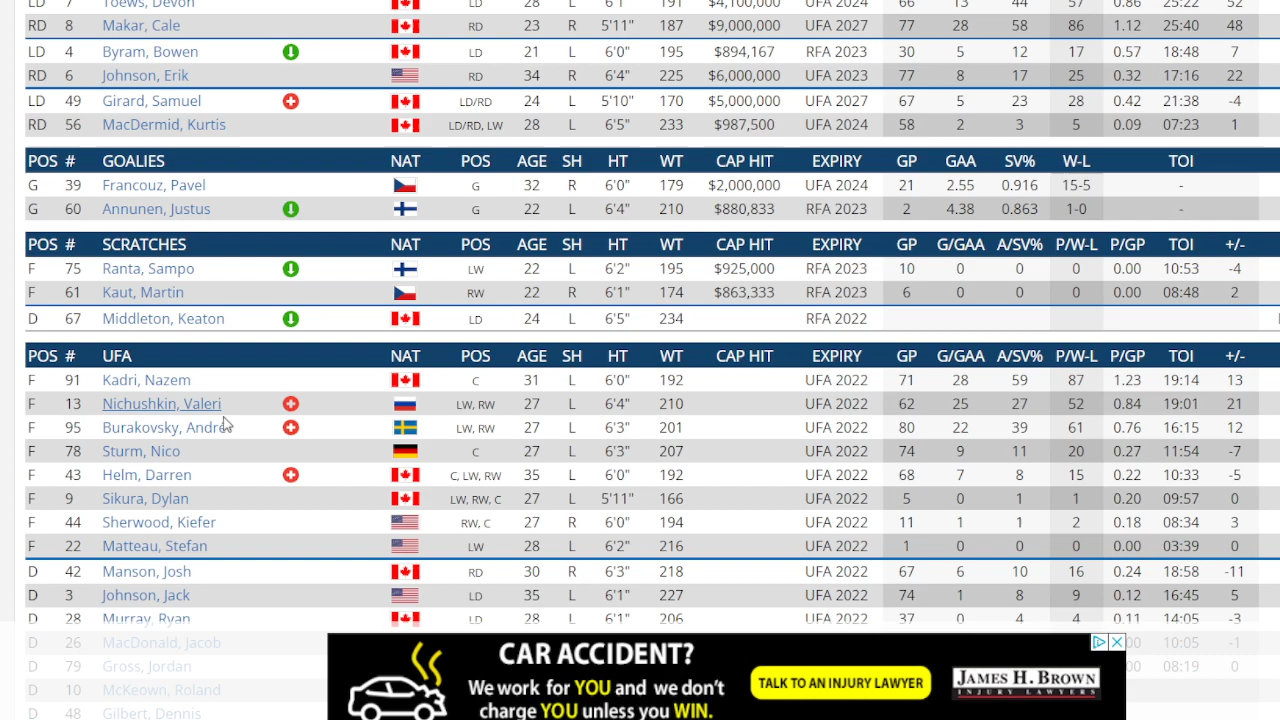 LD 7 Toews, Devon LD 28 L 6'1" 191 $4,100,000 UFA 2024 66 13 44 57 0.86 25:22 52
RD 8 Makar, Cale RD 23 R 5'11" 187 $9,000,000 UFA 2027 77 28 58 86 1.12 25:40 48
LD 4 Byram, Bowen LD 21 L 6'0" 195 $894,167 RFA 2023 30 5 12 17 0.57 18:48 7
RD 6 Johnson, Erik RD 34 R 6'4" 225 $6,000,000 UFA 2023 77 8 17 25 0.32 17:16 22
LD 49 Girard, Samuel LD/RD 24 L 5'10" 170 $5,000,000 UFA 2027 67 5 23 28 0.42 21:38 -4
RD 56 MacDermid, Kurtis LD/RD, LW 28 L 6'5" 233 $987,500 UFA 2024 58 2 3 5 0.09 07:23 1
POS # GOALIES NAT POS AGE SH HT WT CAP HIT EXPIRY GP GAA SV% W-L TOI
G 39 Francouz, Pavel G 32 R 6'0" 179 $2,000,000 UFA 2024 21 2.55 0.916 15-5 -
G 60 Annunen, Justus G 22 L 6'4" 210 $880,833 RFA 2023 2 4.38 0.863 1-0 -
POS # SCRATCHES NAT POS AGE SH HT WT CAP HIT EXPIRY GP G/GAA A/SV% P/W-L P/GP TOI +/-
F 75 Ranta, Sampo LW 22 L 6'2" 195 $925,000 RFA 2023 10 0 0 0 0.00 10:53 -4
F 61 Kaut, Martin RW 22 R 6'1" 174 $863,333 RFA 2023 6 0 0 0 0.00 08:48 2
D 67 Middleton, Keaton LD 24 L 6'5" 234 RFA 2022
POS # UFA NAT POS AGE SH HT WT CAP HIT EXPIRY GP G/GAA A/SV% P/W-L P/GP TOI +/-
F 91 Kadri, Nazem C 31 L 6'0" 192 UFA 2022 71 28 59 87 1.23 19:14 13
F 13 Nichushkin, Valeri LW, RW 27 L 6'4" 210 UFA 2022 62 25 27 52 0.84 19:01 21
F 95 Burakovsky, Andre LW, RW 27 L 6'3" 201 UFA 2022 80 22 39 61 0.76 16:15 12
F 78 Sturm, Nico C 27 L 6'3" 207 UFA 2022 74 9 11 20 0.27 11:54 -7
F 43 Helm, Darren C, LW, RW 35 L 6'0" 192 UFA 2022 68 7 8 15 0.22 10:33 -5
F 9 Sikura, Dylan LW, RW, C 27 L 5'11" 166 UFA 2022 5 0 1 1 0.20 09:57 0
F 44 Sherwood, Kiefer RW, C 27 R 6'0" 194 UFA 2022 11 1 1 2 0.18 08:34 3
F 22 Matteau, Stefan LW 28 L 6'2" 216 UFA 2022 1 0 0 0 0.00 03:39 0
D 42 Manson, Josh RD 30 R 6'3" 218 UFA 2022 67 6 10 16 0.24 18:58 -11
D 3 Johnson, Jack LD 35 L 6'1" 227 UFA 2022 74 1 8 9 0.12 16:45 5
D 28 Murray, Ryan LD 28 L 6'1" 206 UFA 2022 37 0 4 4 0.11 14:05 -3
D 26 MacDonald, Jacob 00 10:05 -1
D 79 Gross, Jordan 00 08:19 0
D 10 McKeown, Roland
D 48 Gilbert, Dennis
CAR ACCIDENT?
We work for YOU and we don't
charge YOU unless you WIN.
TALK TO AN INJURY LAWYER
JAMES H. BROWN
INJURY LAWYERS